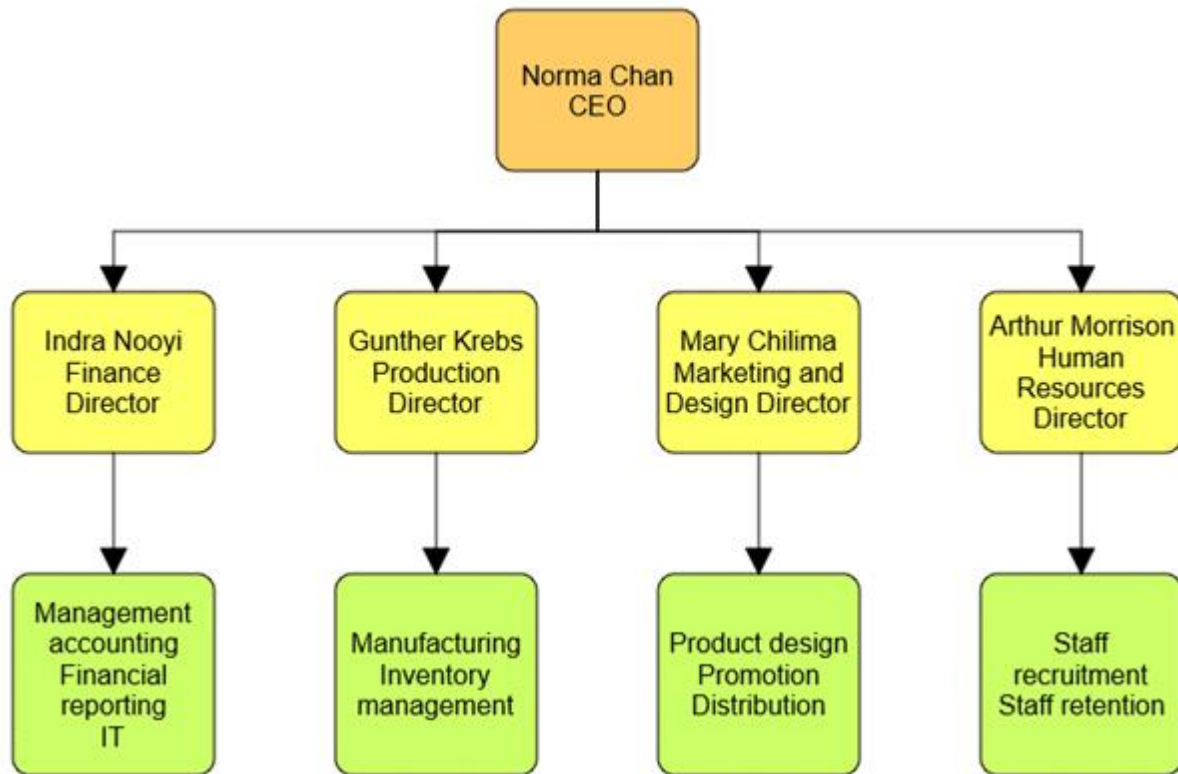 Norma Chan
CEO
Indra Nooyi
Finance
Director
Gunther Krebs
Production
Director
Mary Chilima
Marketing and
Design Director
Arthur Morrison
Human
Resources
Director
Management
accounting
Financial
reporting
IT
Manufacturing
Inventory
management
Product design
Promotion
Distribution
Staff
recruitment
Staff retention